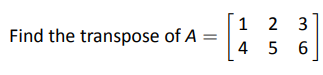 Find the transpose of A = [1 2 3
4 5 6]